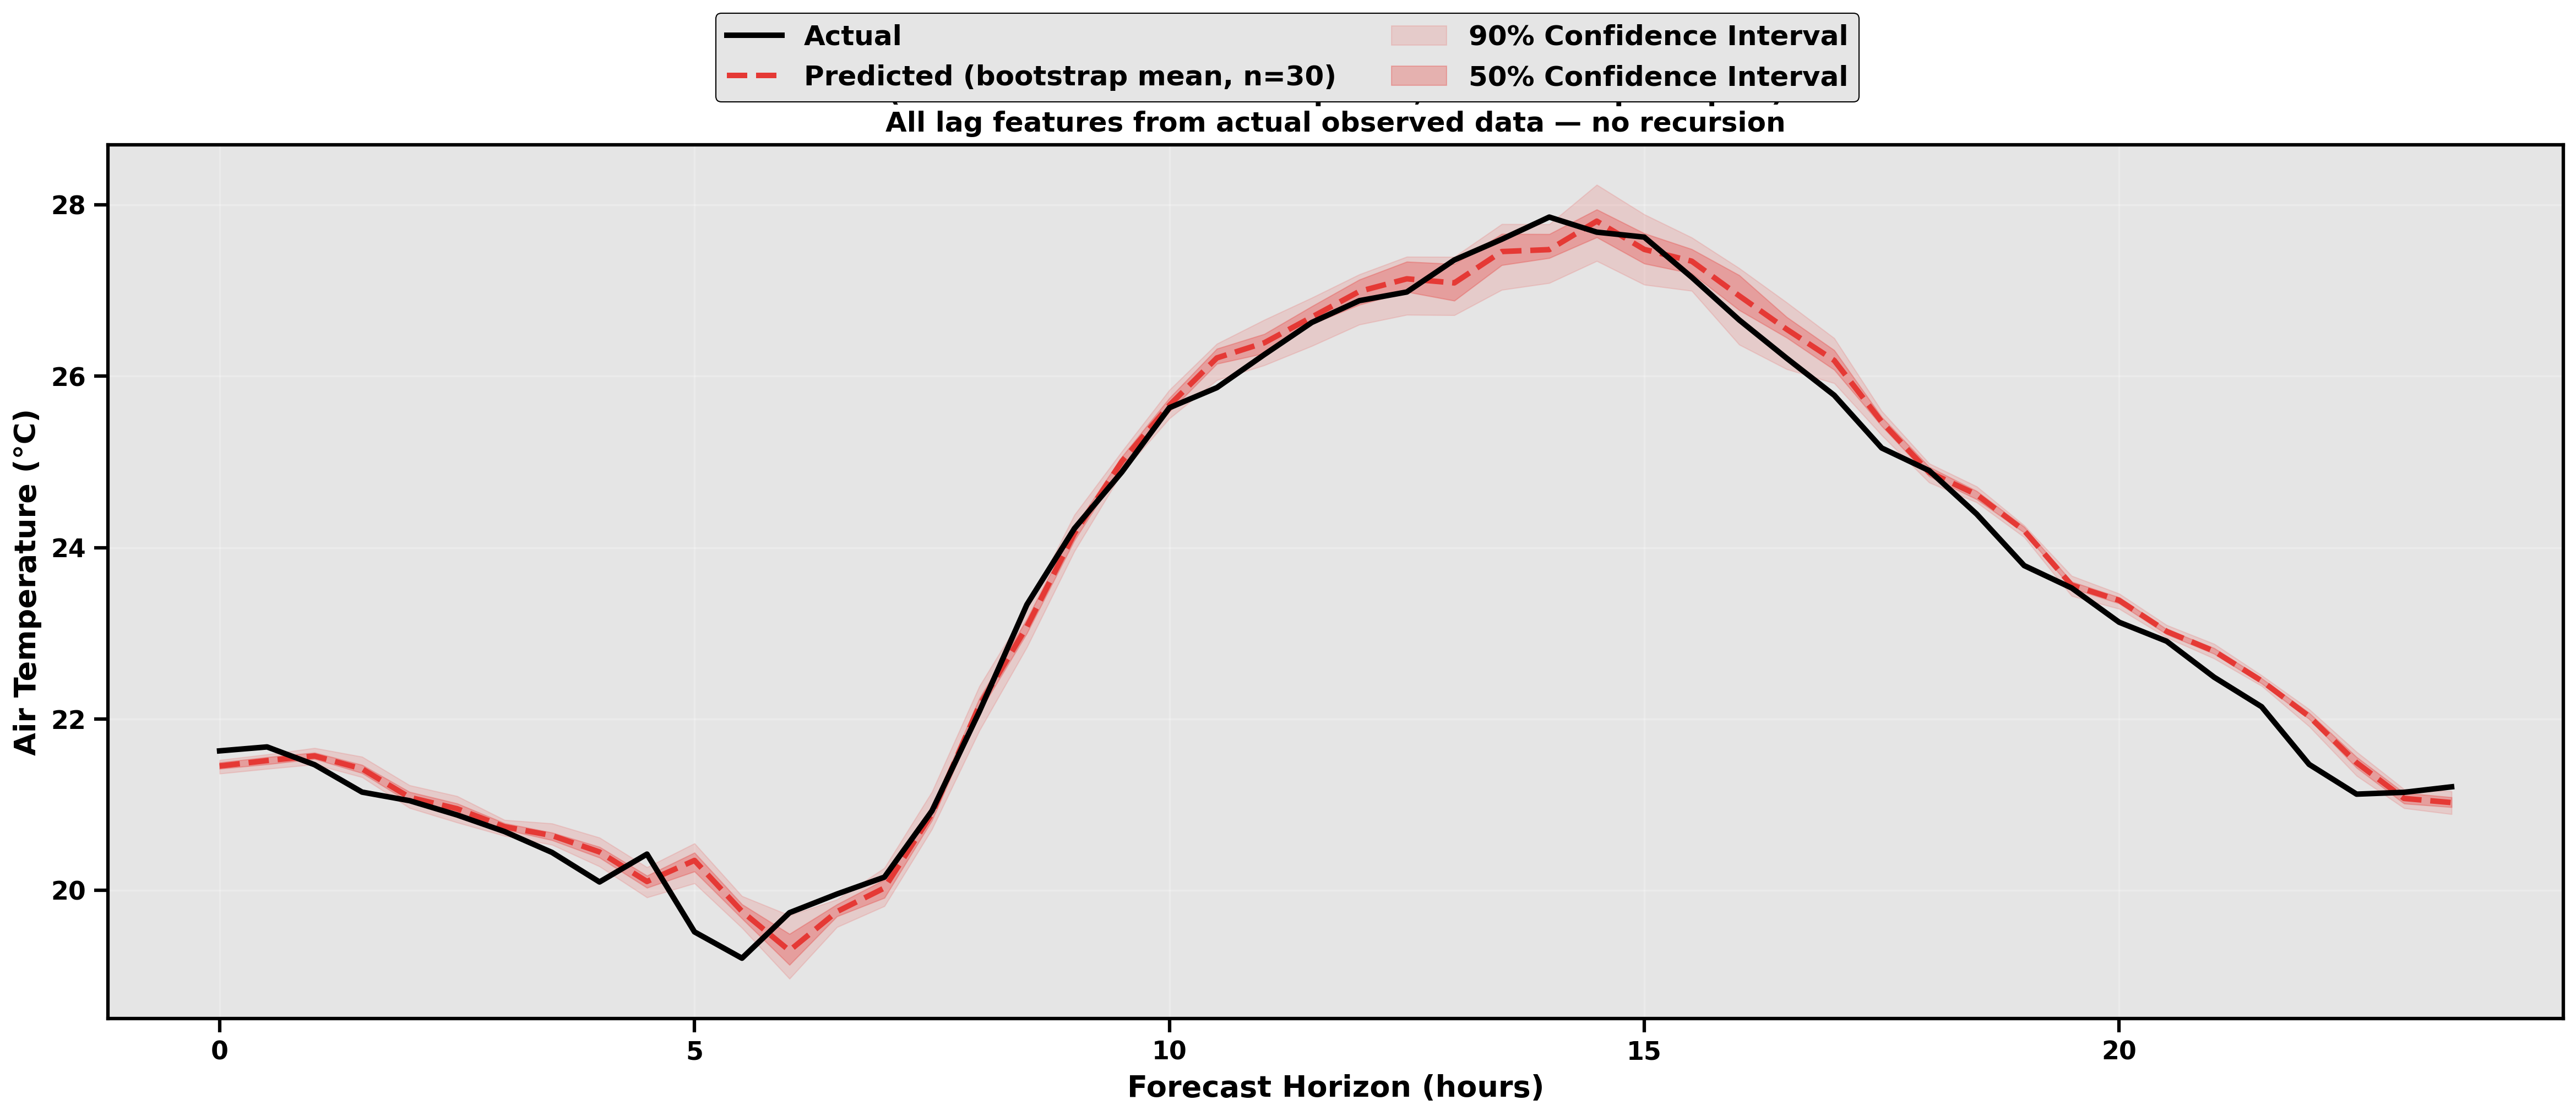 Actual
Predicted (bootstrap mean, n=30)
90% Confidence Interval
50% Confidence Interval
All lag features from actual observed data — no recursion
Air Temperature (°C)
28
26
24
22
20
0 5 10 15 20
Forecast Horizon (hours)